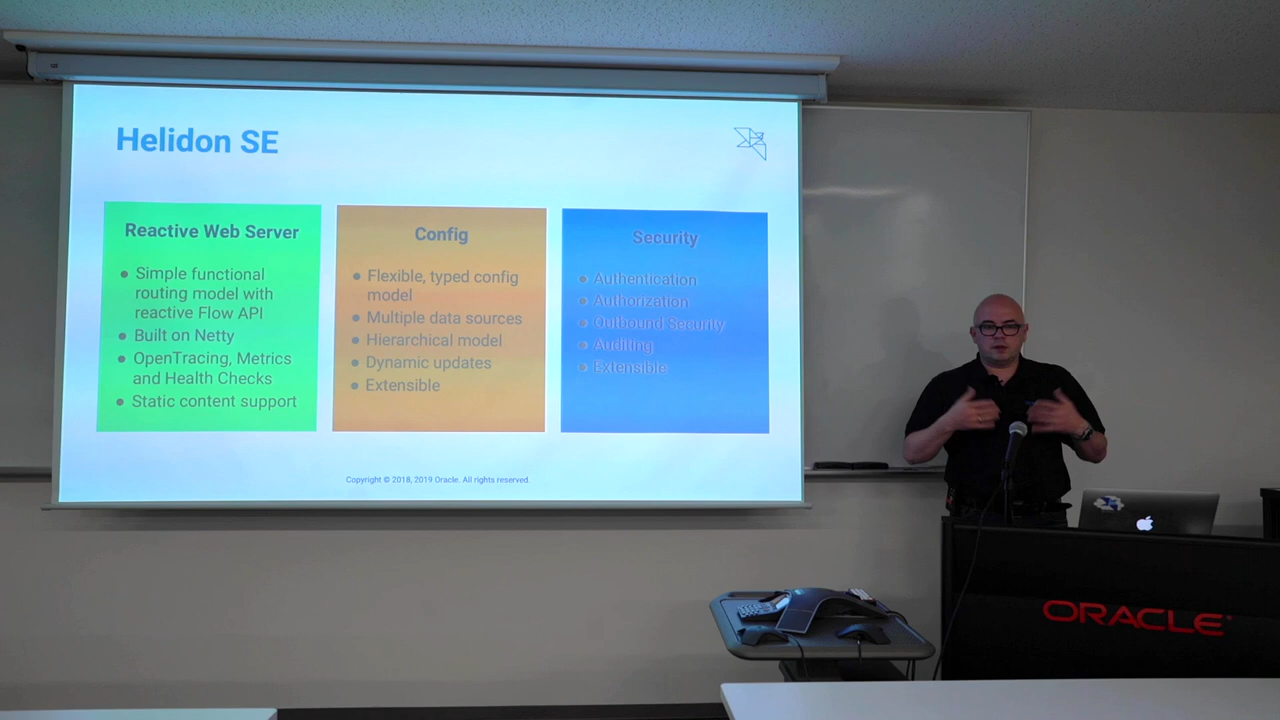 Helidon SE
Reactive Web Server
• Simple functional
routing model with
reactive Flow API
• Built on Netty
• OpenTracing, Metrics
and Health Checks
• Static content support
Config
• Flexible, typed config
model
• Multiple data sources
• Hierarchical model
• Dynamic updates
• Extensible
Security
• Authentication
• Authorization
• Outbound Security
• Auditing
• Extensible
Copyright © 2018, 2019 Oracle. All rights reserved.
ORACLE